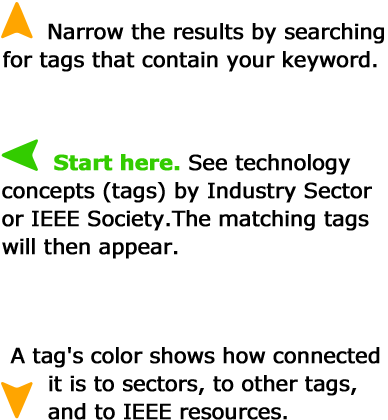 Narrow the results by searching
for tags that contain your keyword.
Start here. See technology
concepts (tags) by Industry Sector
or IEEE Society.The matching tags
will then appear.
A tag's color shows how connected
it is to sectors, to other tags,
and to IEEE resources.